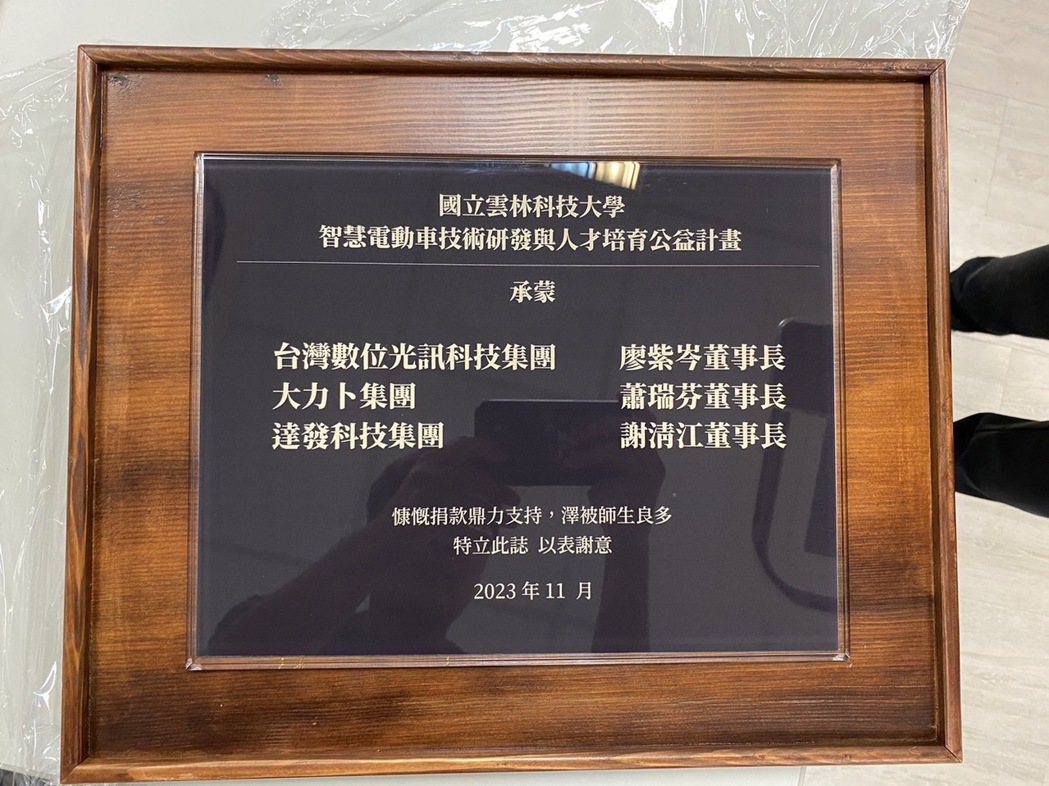 國立雲林科技大學
智慧電動車技術研發與人才培育公益計畫
承蒙
台灣數位光訊科技集團 廖紫岑董事長
大力卜集團 蕭瑞芬董事長
達發科技集團 謝清江董事長
慷慨捐款鼎力支持，澤被師生良多
特立此誌 以表謝意
2023 年 11 月